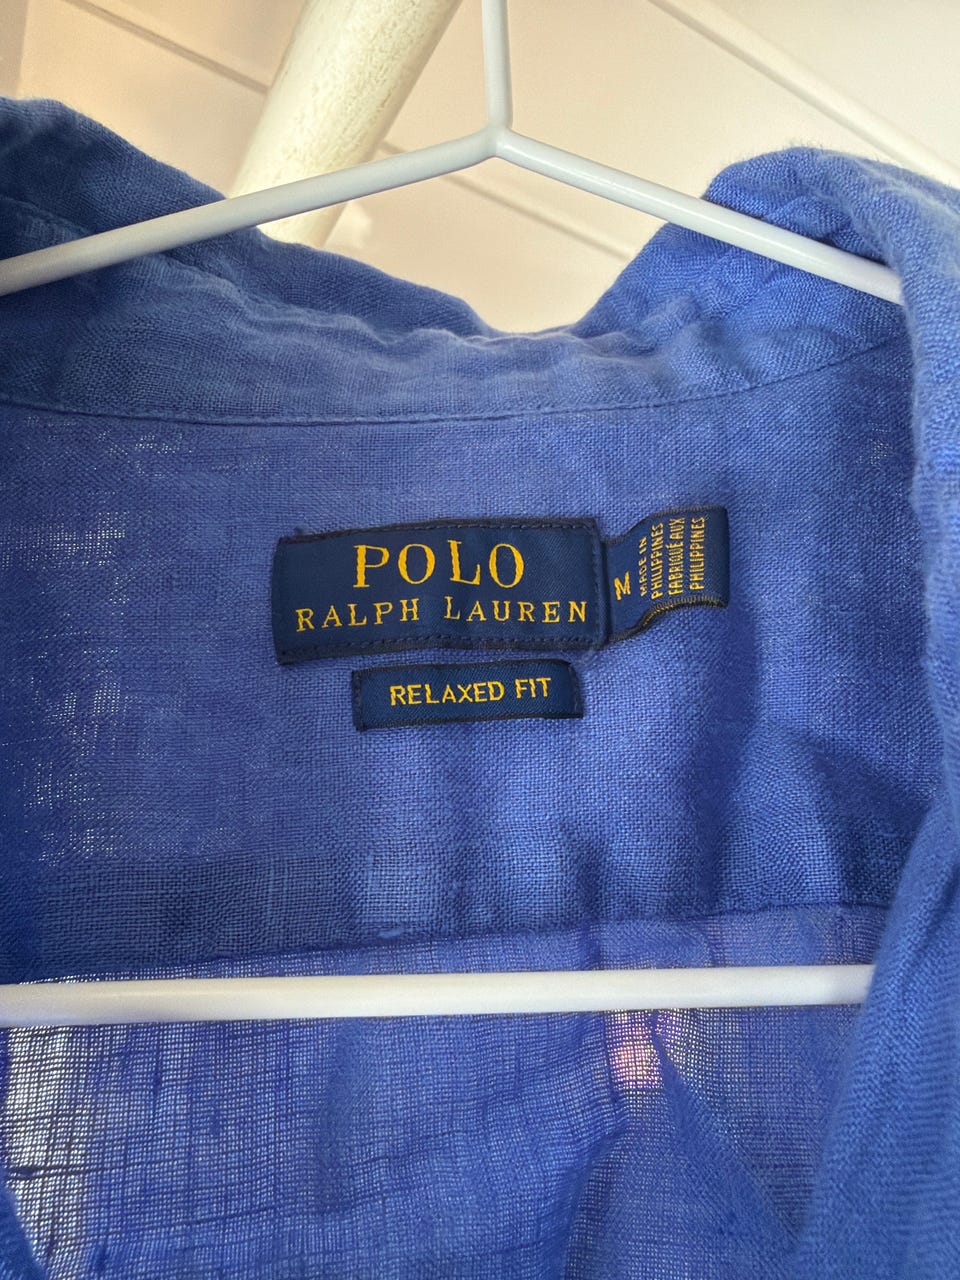 POLO
RALPH LAUREN
M
MADE IN
PHILIPPINES
FABRIQUÉ AUX
PHILIPPINES
RELAXED FIT